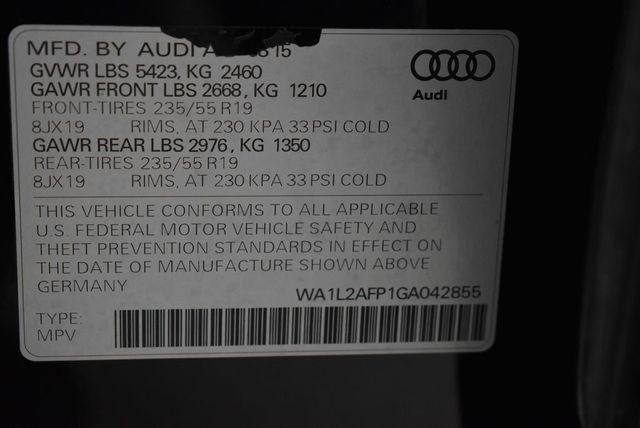 MFD. BY AUDI
GVWR LBS 5423, KG 2460
GAWR FRONT LBS 2668, KG 1210
FRONT-TIRES 235/55 R19
8JX19 RIMS, AT 230 KPA 33 PSI COLD
GAWR REAR LBS 2976, KG 1350
REAR-TIRES 235/55 R19
8JX19 RIMS, AT 230 KPA 33 PSI COLD
Audi
THIS VEHICLE CONFORMS TO ALL APPLICABLE
U.S. FEDERAL MOTOR VEHICLE SAFETY AND
THEFT PREVENTION STANDARDS IN EFFECT ON
THE DATE OF MANUFACTURE SHOWN ABOVE
GERMANY
WA1L2AFP1GA042855
TYPE:
MPV